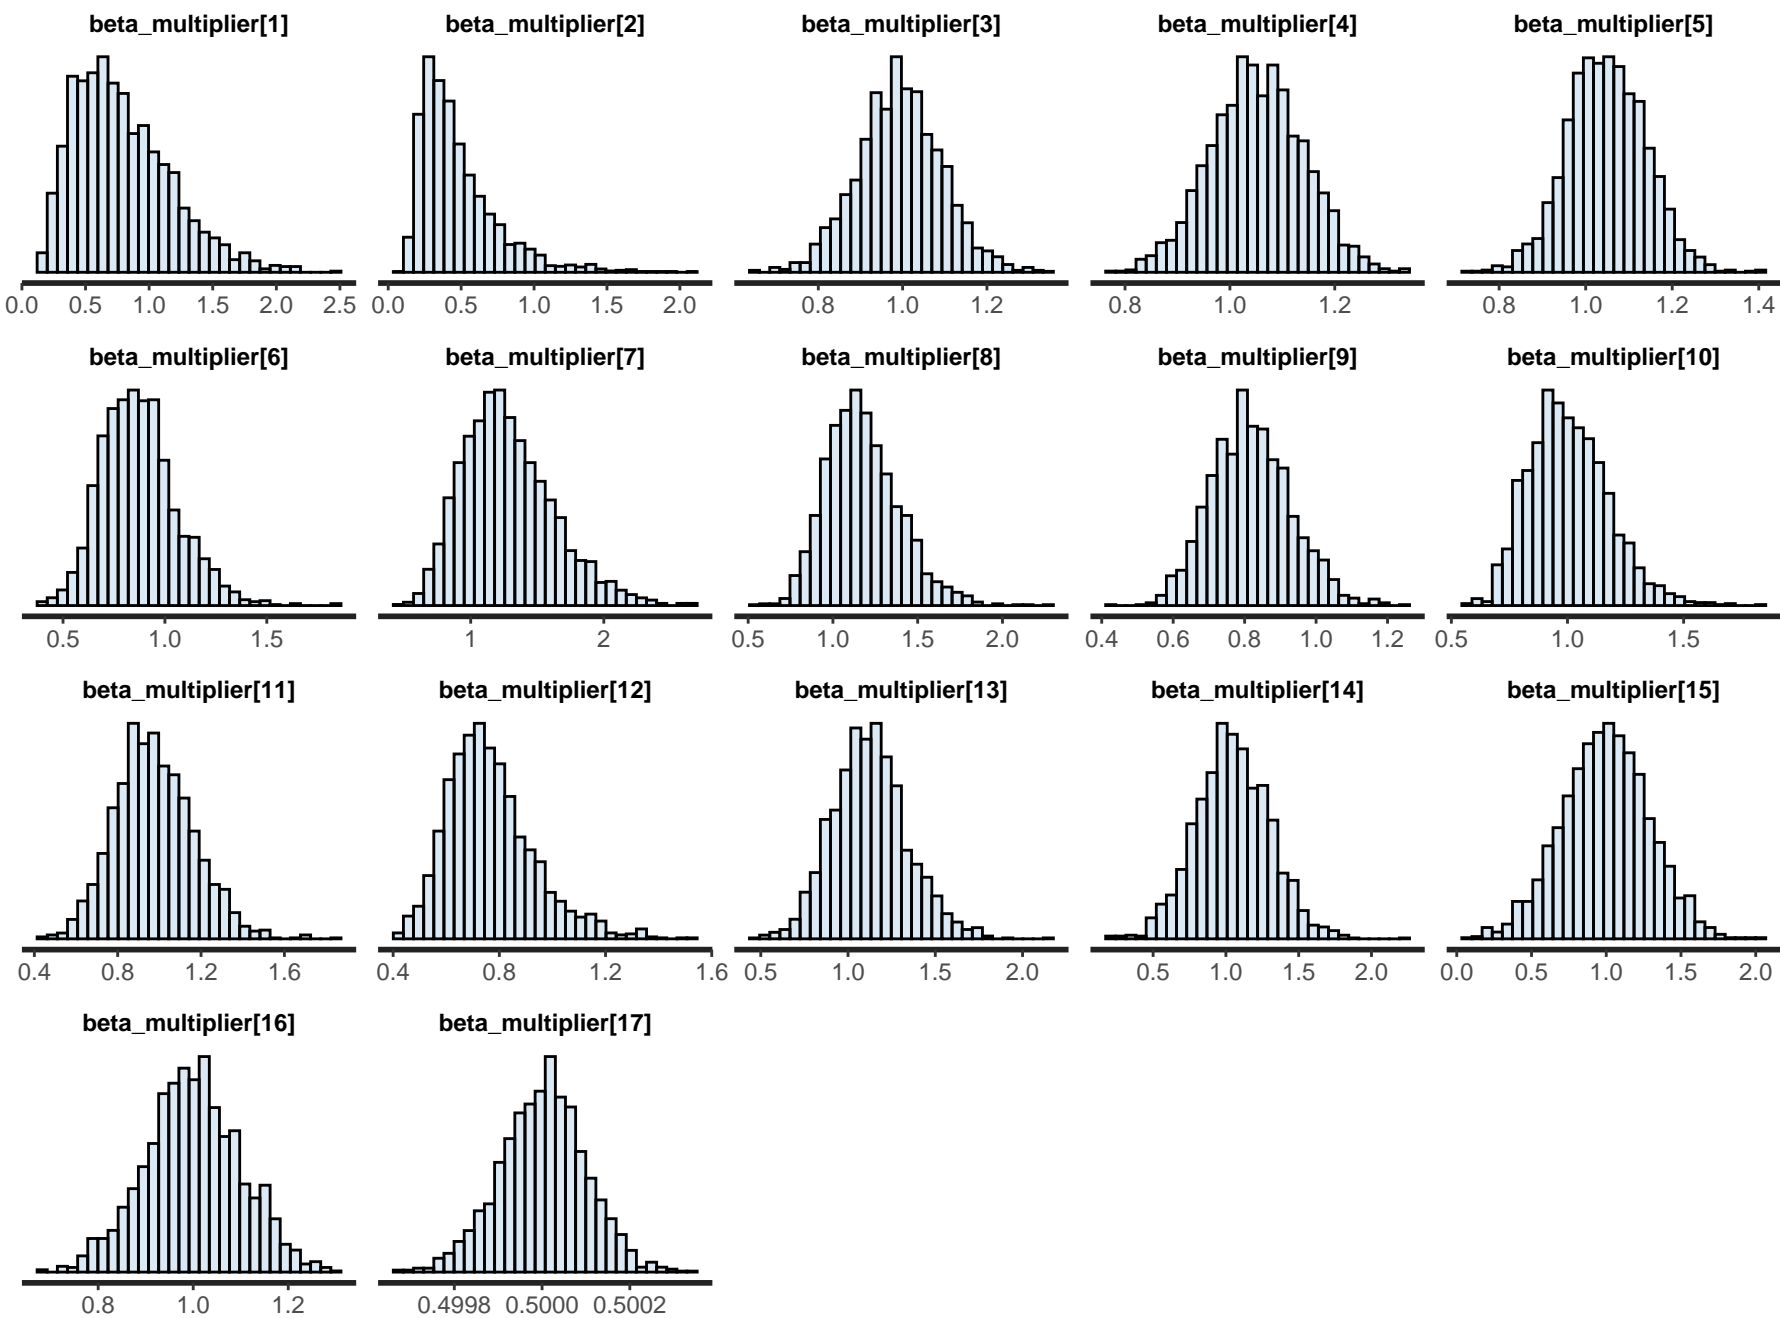 beta_multiplier[1] beta_multiplier[2] beta_multiplier[3] beta_multiplier[4] beta_multiplier[5]
0.0 0.5 1.0 1.5 2.0 2.5 0.0 0.5 1.0 1.5 2.0 0.8 1.0 1.2 0.8 1.0 1.2 0.8 1.0 1.2 1.4
beta_multiplier[6] beta_multiplier[7] beta_multiplier[8] beta_multiplier[9] beta_multiplier[10]
0.5 1.0 1.5 1 2 0.5 1.0 1.5 2.0 0.4 0.6 0.8 1.0 1.2 0.5 1.0 1.5
beta_multiplier[11] beta_multiplier[12] beta_multiplier[13] beta_multiplier[14] beta_multiplier[15]
0.4 0.8 1.2 1.6 0.4 0.8 1.2 1.6 0.5 1.0 1.5 2.0 0.5 1.0 1.5 2.0 0.0 0.5 1.0 1.5 2.0
beta_multiplier[16] beta_multiplier[17]
0.8 1.0 1.2 0.4998 0.5000 0.5002